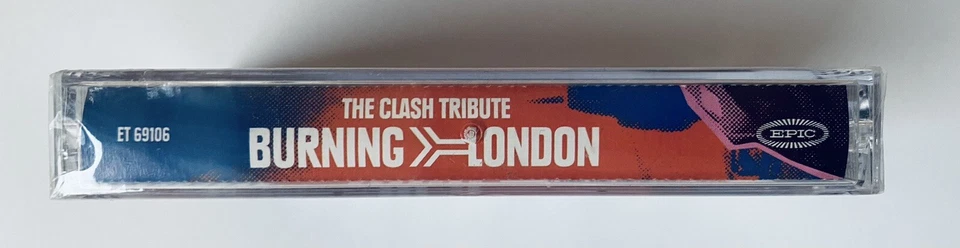 ET 69106
THE CLASH TRIBUTE
BURNING LONDON
EPIC